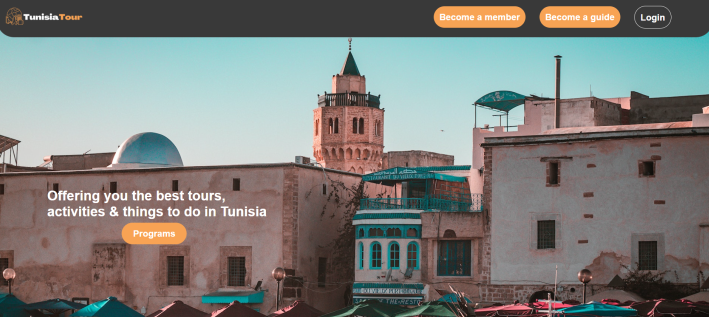 TunisiaTour
Become a member
Become a guide
Login
Offering you the best tours,
activities & things to do in Tunisia
Programs